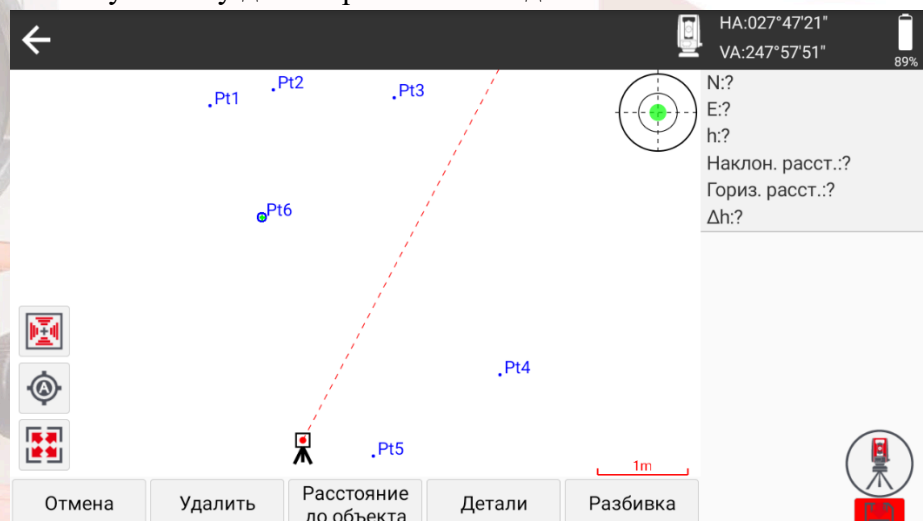 HA:027°47'21"
VA:247°57'51"
89%
Pt1
Pt2
Pt3
N:?
E:?
h:?
Наклон. расст.:?
Гориз. расст.:?
Δh:?
Pt6
A
Pt4
Pt5
1m
Отмена
Удалить
Расстояние
до объекта
Детали
Разбивка